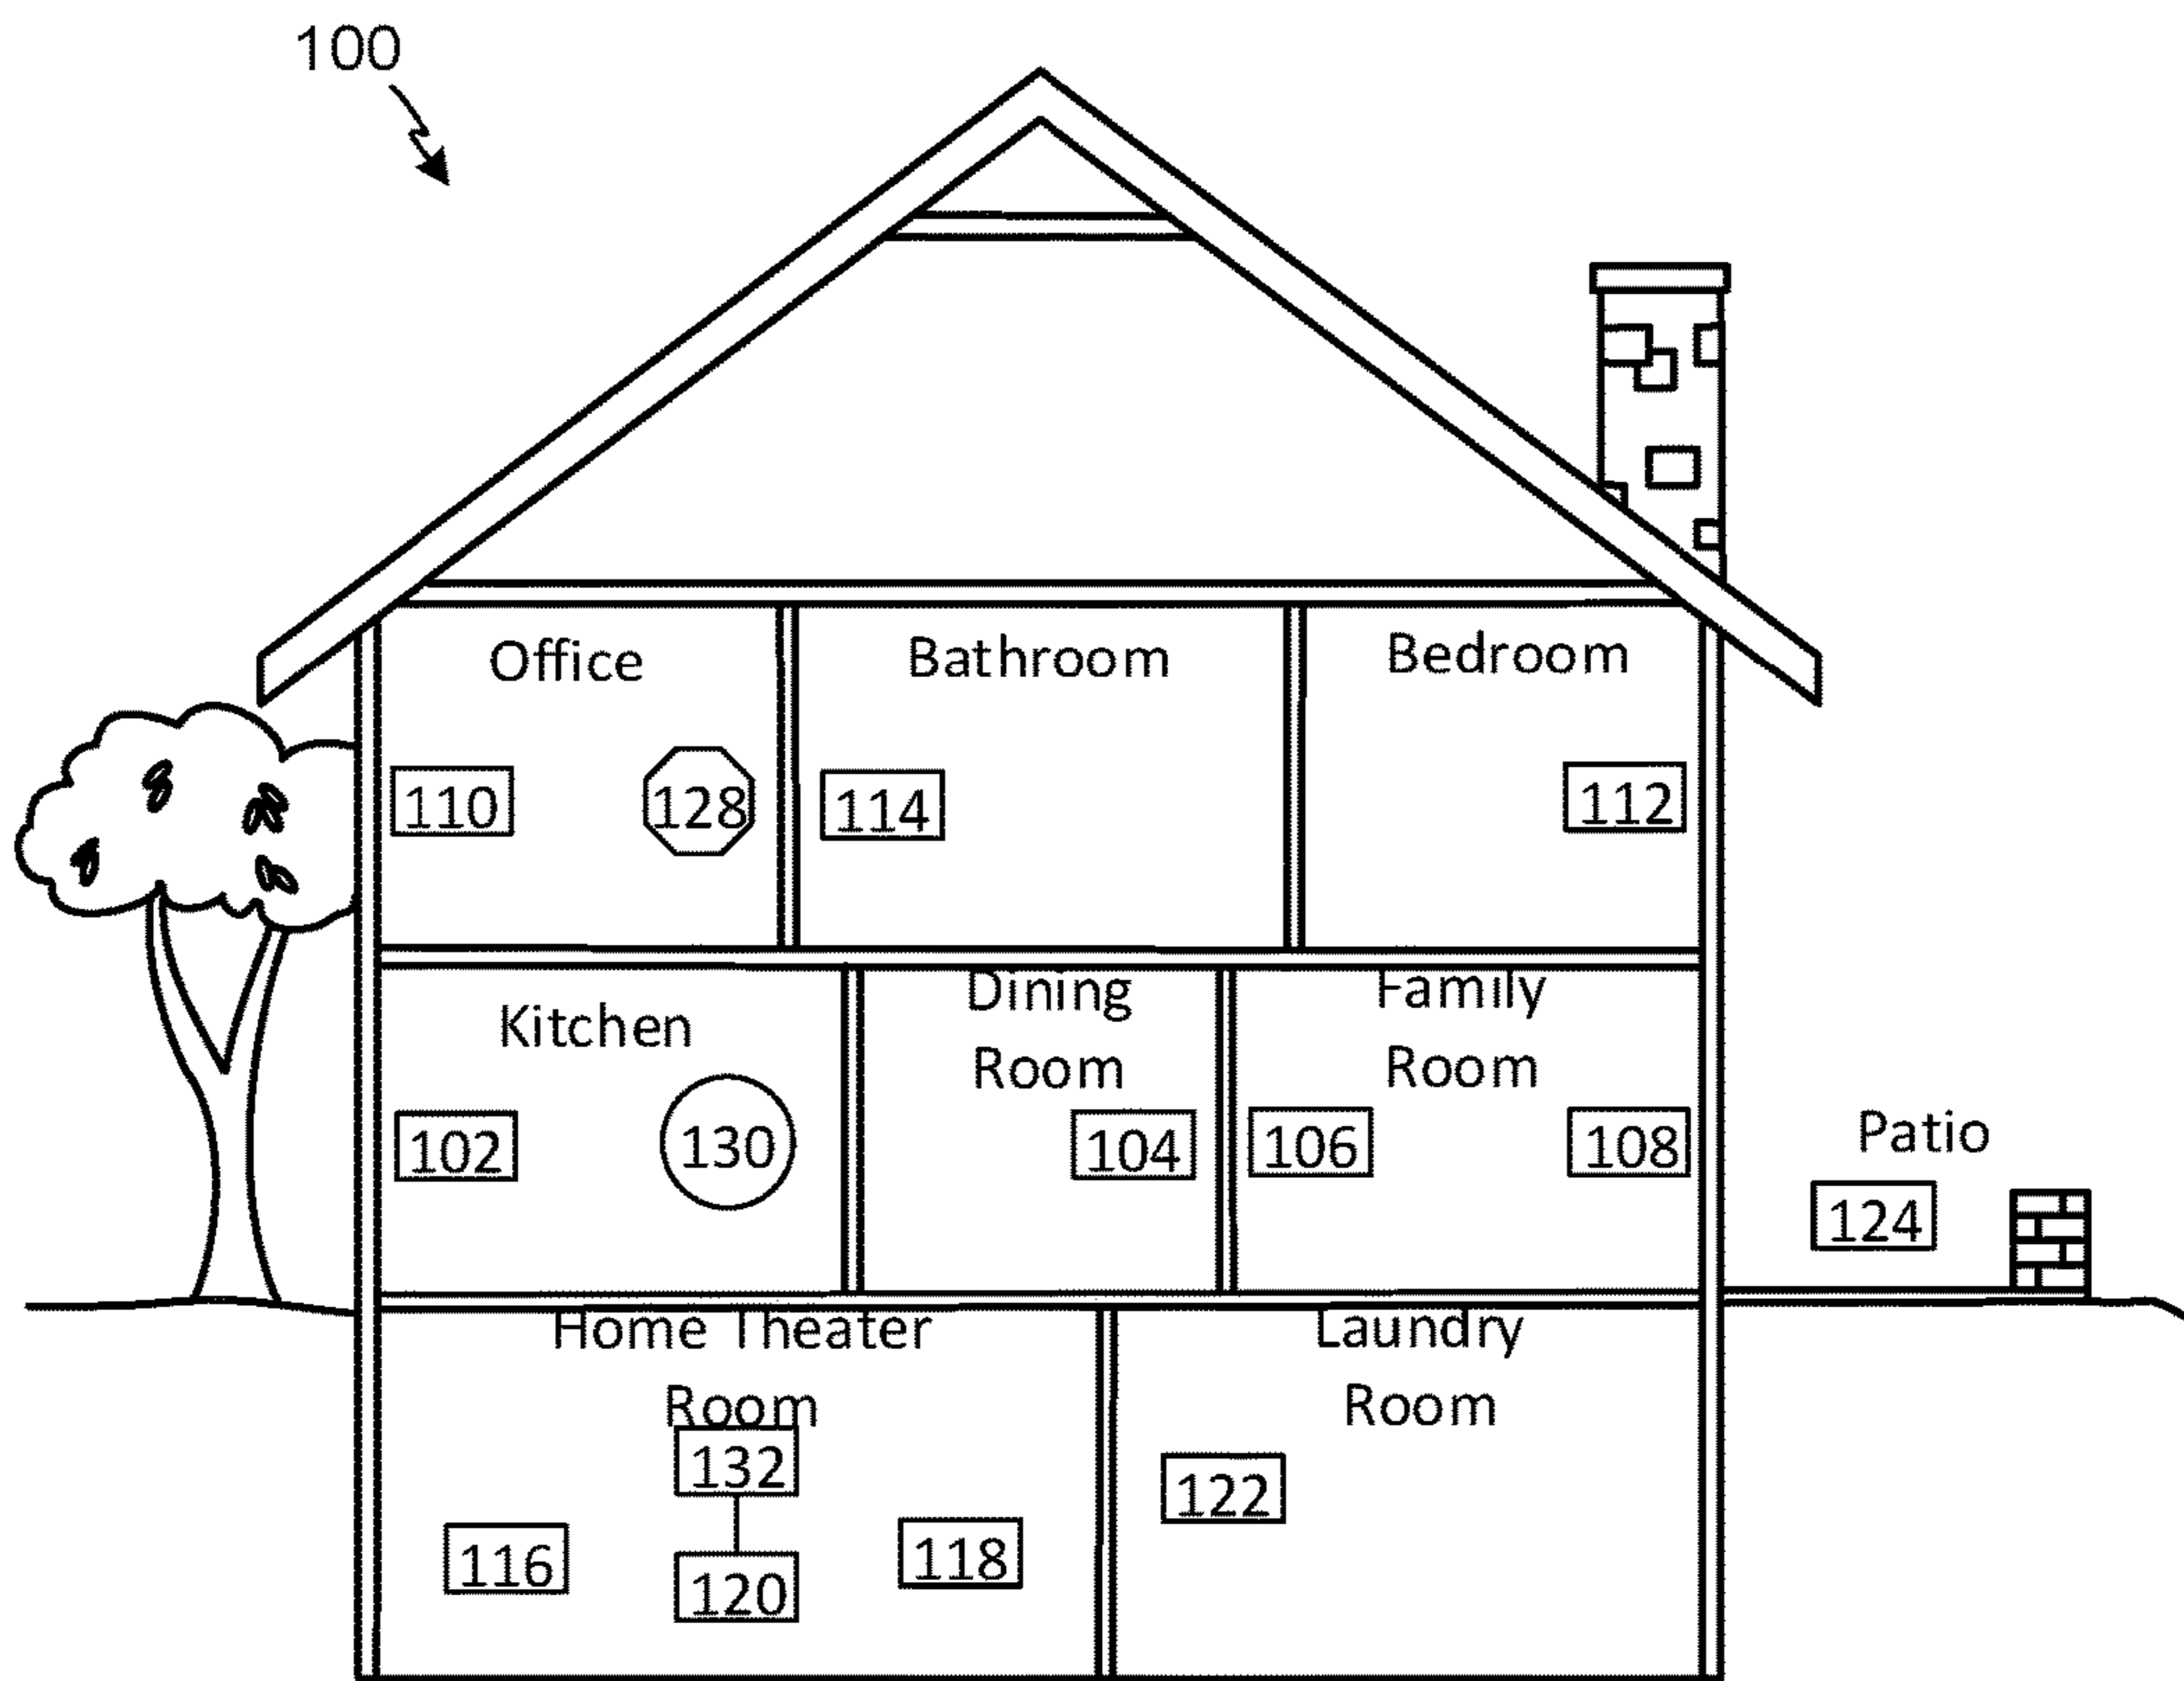 100
Office
Bathroom
Bedroom
110
128
114
112
Kitchen
Dining
Room
Family
Room
102
130
104
106
108
Patio
124
Home Theater
Room
Laundry
Room
132
116
120
118
122